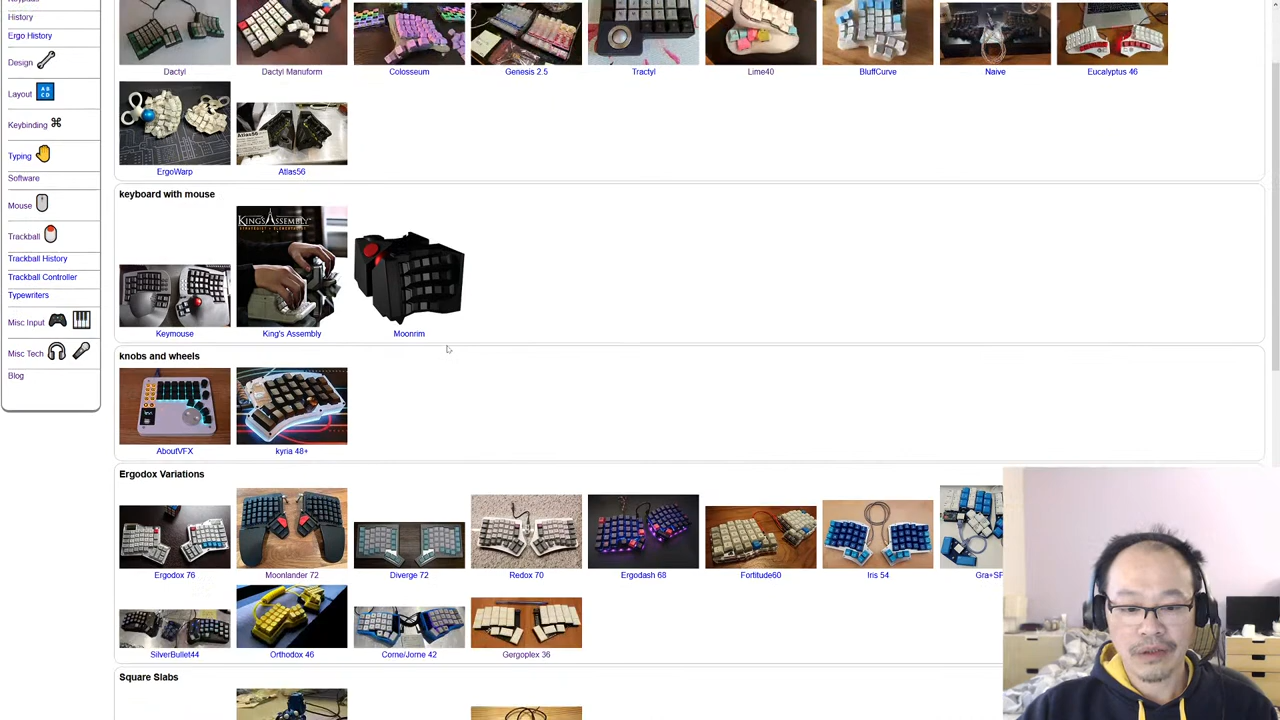 Keypads
History
Ergo History
Design
Layout
Keybinding ⌘
Typing
Software
Mouse
Trackball
Trackball History
Trackball Controller
Typewriters
Misc Input
Misc Tech
Blog
Dactyl
Dactyl Manuform
Colosseum
Genesis 2.5
Tractyl
Lime40
BluffCurve
Naive
Eucalyptus 46
ErgoWarp
Atlas56
keyboard with mouse
KING'S ASSEMBLY
Keymouse
King's Assembly
Moonrim
knobs and wheels
AboutVFX
kyria 48+
Ergodox Variations
Ergodox 76
Moonlander 72
Diverge 72
Redox 70
Ergodash 68
Fortitude60
Iris 54
SilverBullet44
Orthodox 46
Corne/Jorne 42
Gergoplex 36
Square Slabs